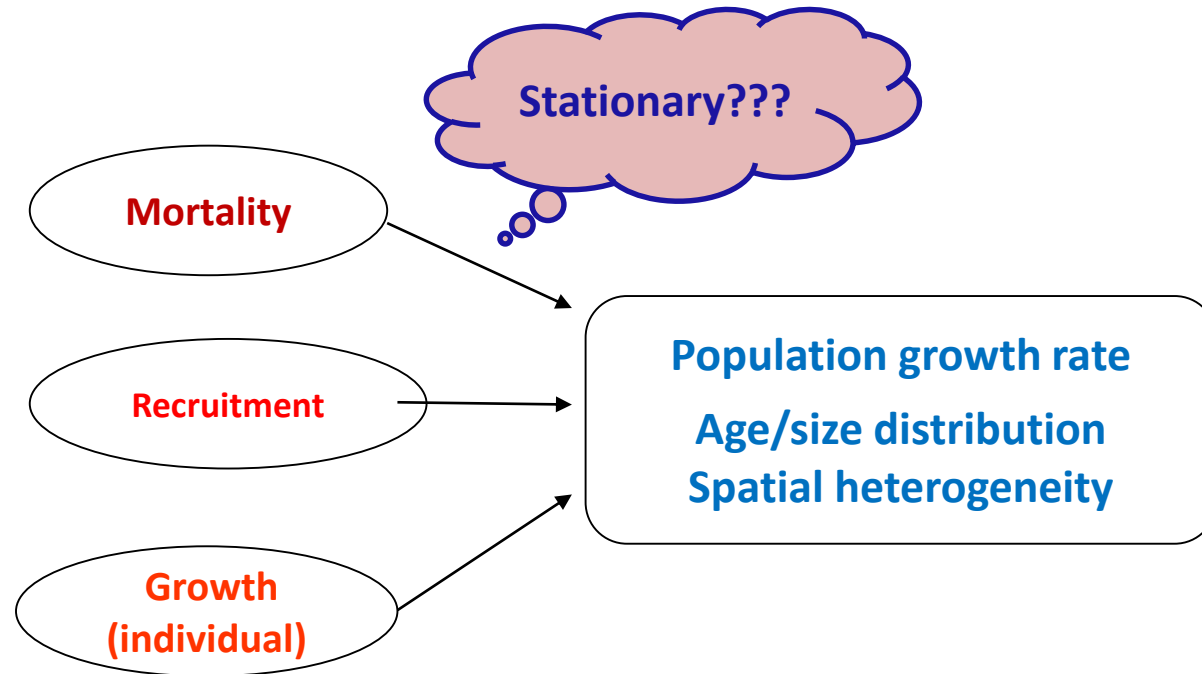 Stationary???
Mortality
Recruitment
Growth
(individual)
Population growth rate
Age/size distribution
Spatial heterogeneity